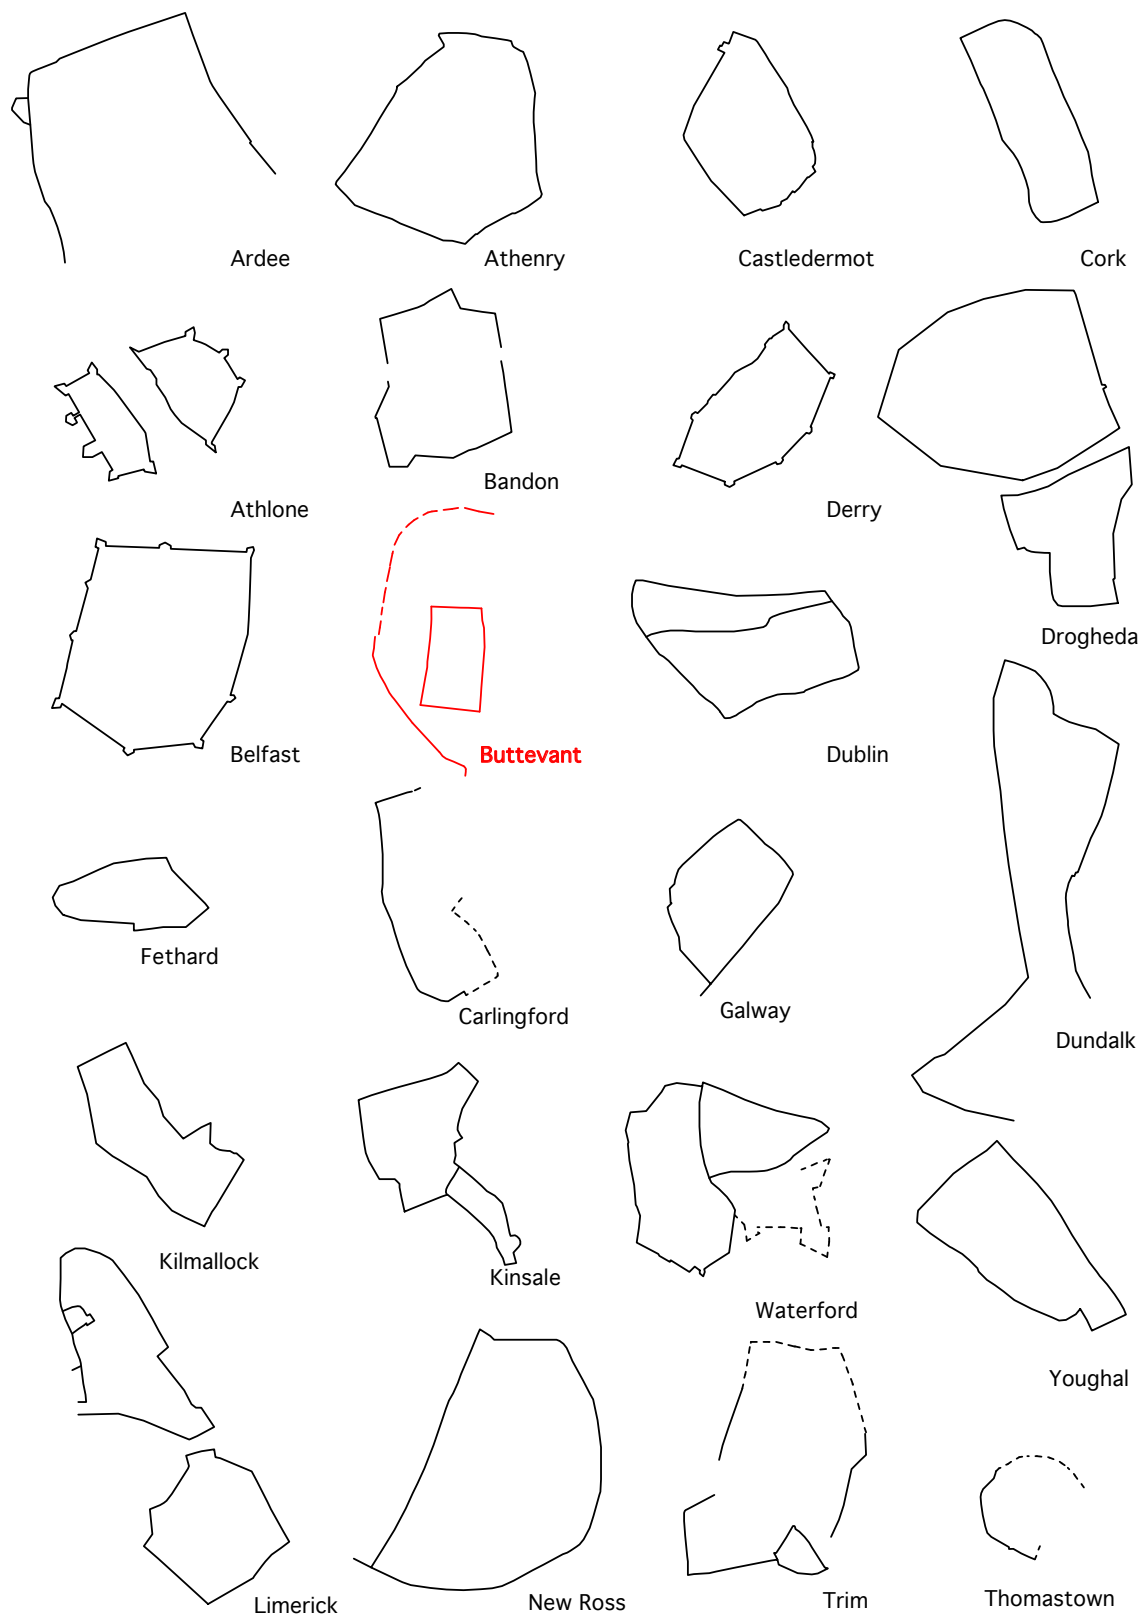 Ardee
Athenry
Castledermot
Cork
Athlone
Bandon
Derry
Drogheda
Belfast
Buttevant
Dublin
Fethard
Carlingford
Galway
Dundalk
Kilmallock
Kinsale
Waterford
Youghal
Limerick
New Ross
Trim
Thomastown